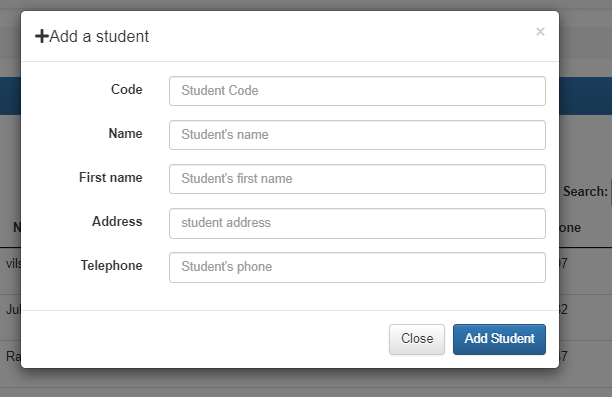 Add a student
×
Code Student Code
Name Student's name
First name Student's first name
Search:
Address student address
Telephone Student's phone
Close Add Student